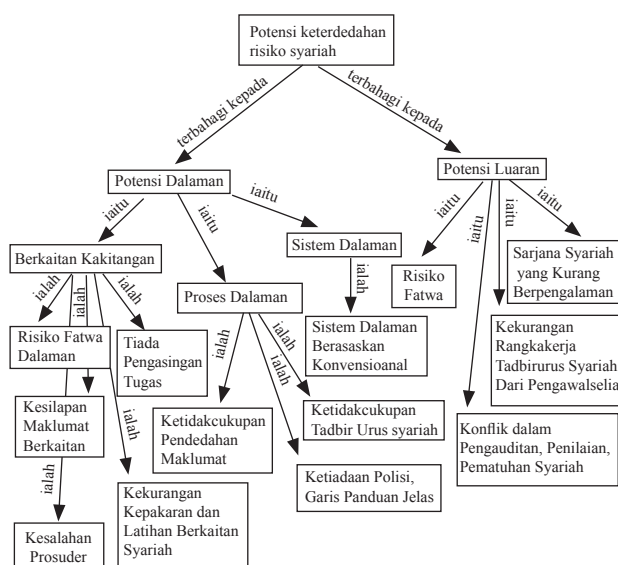 Potensi keterdedahan
risiko syariah
terbahagi kepada
terbahagi kepada
Potensi Dalaman
Potensi Luaran
iaitu
iaitu
iaitu
iaitu
iaitu
iaitu
iaitu
Berkaitan Kakitangan
Sistem Dalaman
Proses Dalaman
Risiko
Fatwa
Sarjana Syariah
yang Kurang
Berpengalaman
ialah
ialah
ialah
ialah
ialah
ialah
ialah
ialah
ialah
Risiko Fatwa
Dalaman
Tiada
Pengasingan
Tugas
Sistem Dalaman
Berasaskan
Konvensioanal
Kekurangan
Rangkakerja
Tadbirurus Syariah
Dari Pengawalselia
Kesilapan
Maklumat
Berkaitan
Ketidakcukupan
Pendedahan
Maklumat
Ketidakcukupan
Tadbir Urus syariah
Konflik dalam
Pengauditan, Penilaian,
Pematuhan Syariah
Ketiadaan Polisi,
Garis Panduan Jelas
Kekurangan
Kepakaran dan
Latihan Berkaitan
Syariah
Kesalahan
Prosuder